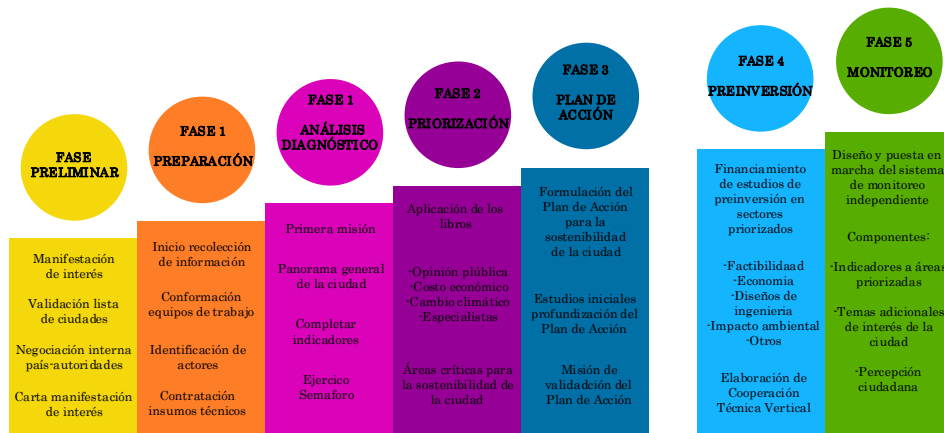 FASE
PRELIMINAR
Manifestación
de interés
Validación lista
de ciudades
Negociación interna
país-autoridades
Carta manifestación
de interés
FASE 1
PREPARACIÓN
Inicio recolección
de información
Conformación
equipos de trabajo
Identificación de
actores
Contratación
insumos técnicos
FASE 1
ANÁLISIS
DIAGNÓSTICO
Primera misión
Panorama general
de la ciudad
Completar
indicadores
Ejercico
Semaforo
FASE 2
PRIORIZACIÓN
Aplicación de los
libros
-Opinión plública
-Costo económico
-Cambio climático
-Especialistas
Áreas criticas para
la sostenibilidad de
la ciudad
FASE 3
PLAN DE
ACCIÓN
Formulación del
Plan de Acción
para la
sostenibilidad
de la ciudad
Estudios iniciales
profundización del
Plan de Acción
Misión de
validadción del
Plan de Acción
FASE 4
PREINVERSIÓN
Financiamiento
de estudios de
preinversión en
sectores
priorizados
-Factibilidaad
-Economia
-Diseños de
ingenieria
-Impacto ambiental
-Otros
Elaboración de
Cooperación
Técnica Vertical
FASE 5
MONITOREO
Diseño y puesta en
marcha del sistema
de monitoreo
independiente
Componentes:
-Indicadores a áreas
priorizadas
-Temas adicionales
de interés de la
ciudad
-Percepción
ciudadana